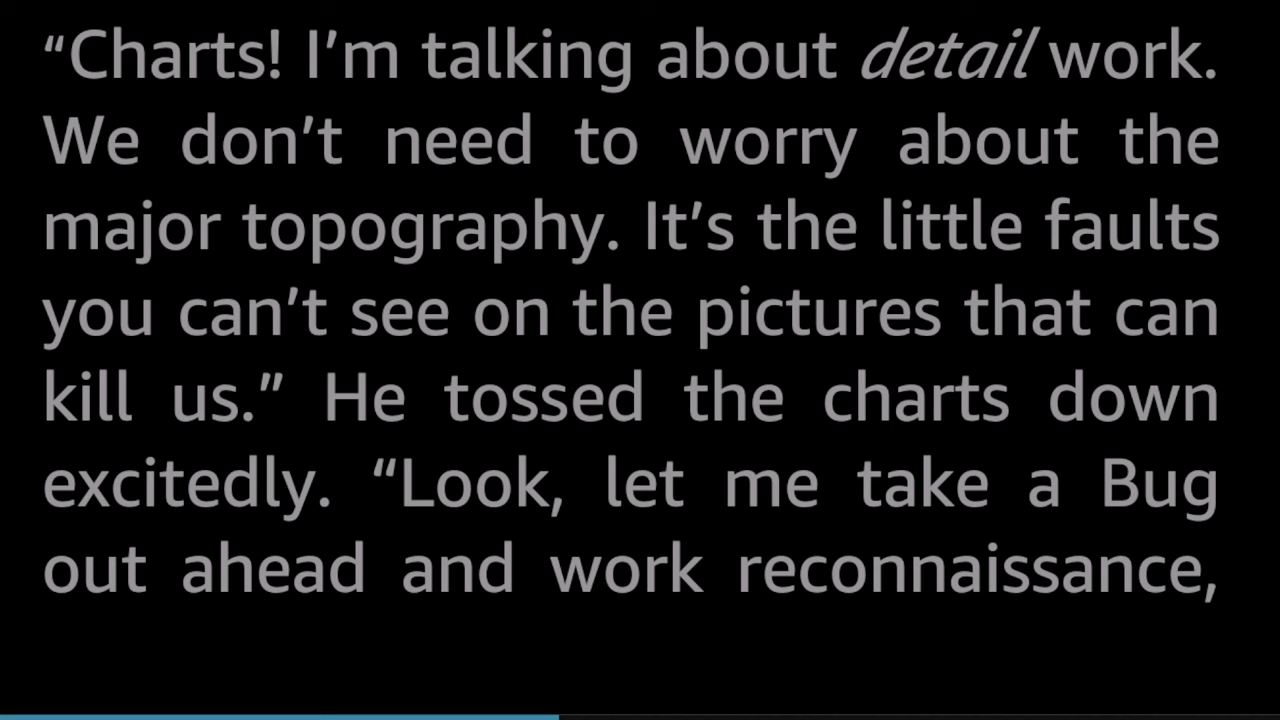 “Charts! I’m talking about detail work.
We don’t need to worry about the
major topography. It’s the little faults
you can’t see on the pictures that can
kill us.” He tossed the charts down
excitedly. “Look, let me take a Bug
out ahead and work reconnaissance,